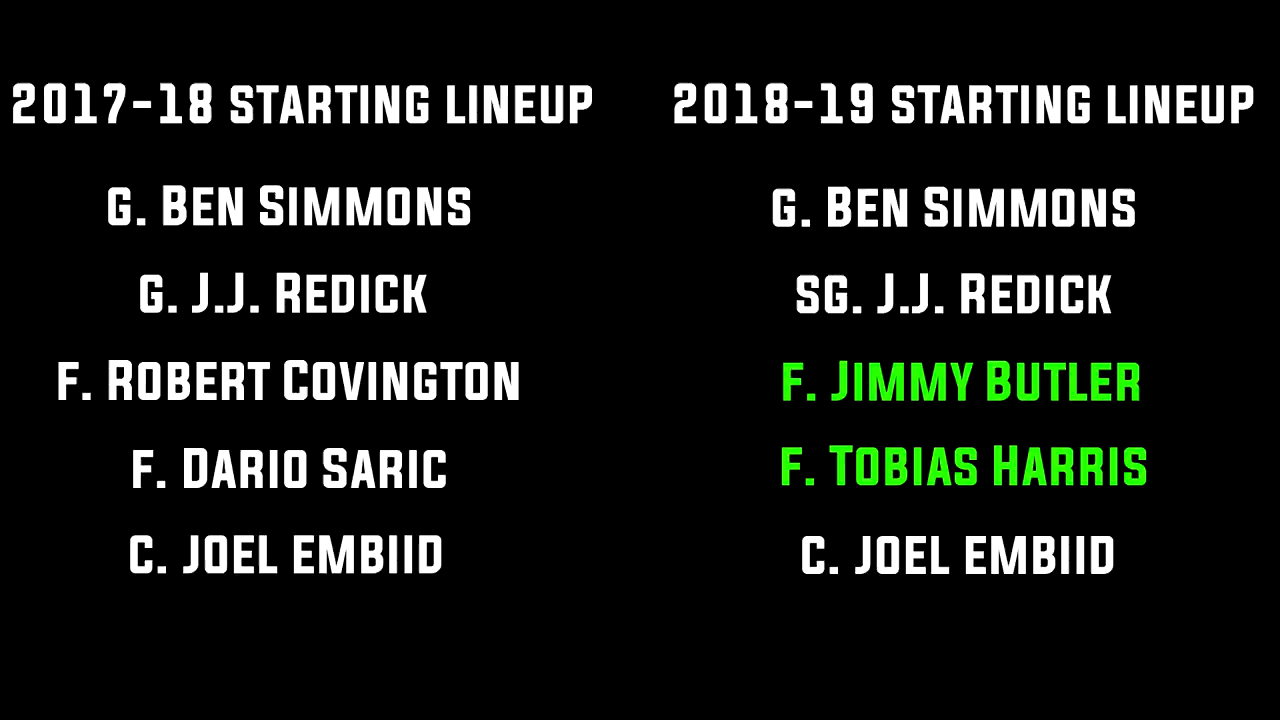 2017-18 STARTING LINEUP
G. BEN SIMMONS
G. J.J. REDICK
F. ROBERT COVINGTON
F. DARIO SARIC
C. JOEL EMBIID
2018-19 STARTING LINEUP
G. BEN SIMMONS
SG. J.J. REDICK
F. JIMMY BUTLER
F. TOBIAS HARRIS
C. JOEL EMBIID